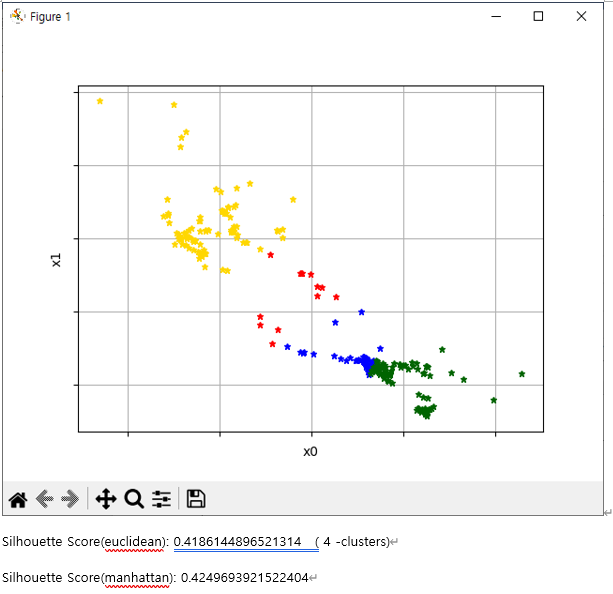 Figure 1
x1
x0
Silhouette Score(euclidean): 0.4186144896521314 ( 4 -clusters)
Silhouette Score(manhattan): 0.4249693921522404